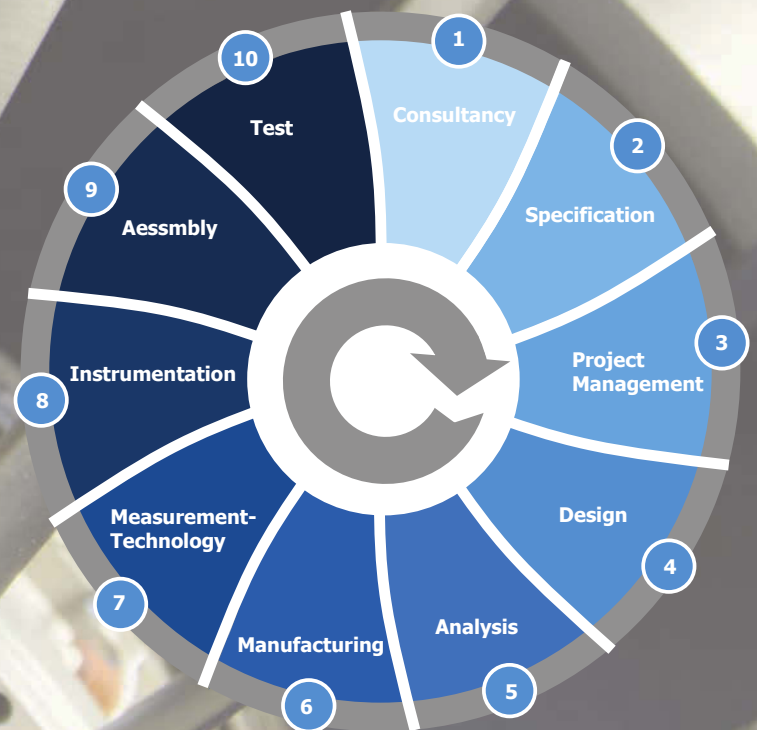 1
Consultancy
2
Specification
3
Project
Management
4
Design
5
Analysis
6
Manufacturing
7
Measurement-
Technology
8
Instrumentation
9
Aessmbly
10
Test